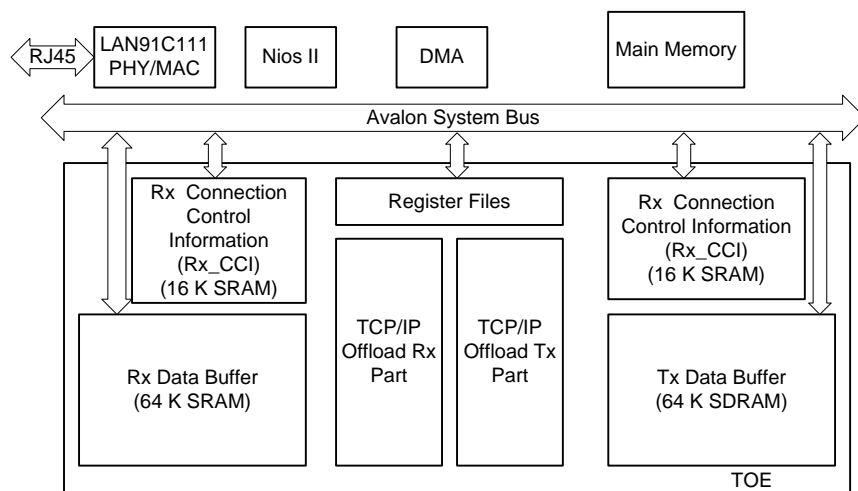 RJ45
LAN91C111
PHY/MAC
Nios II
DMA
Main Memory
Avalon System Bus
Rx Connection
Control
Information
(Rx_CCI)
(16 K SRAM)
Register Files
Rx Connection
Control Information
(Rx_CCI)
(16 K SRAM)
Rx Data Buffer
(64 K SRAM)
TCP/IP
Offload Rx
Part
TCP/IP
Offload Tx
Part
Tx Data Buffer
(64 K SDRAM)
TOE